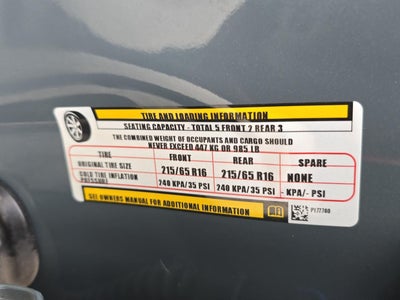 TIRE AND LOADING INFORMATION
SEATING CAPACITY - TOTAL 5 FRONT 2 REAR 3
THE COMBINED WEIGHT OF OCCUPANTS AND CARGO SHOULD
NEVER EXCEED 447 KG OR 985 LB
TIRE FRONT REAR SPARE
ORIGINAL TIRE SIZE 215/65 R16 215/65 R16 NONE
COLD TIRE INFLATION
PRESSURE 240 KPA/35 PSI 240 KPA/35 PSI - KPA/- PSI
SEE OWNERS MANUAL FOR ADDITIONAL INFORMATION